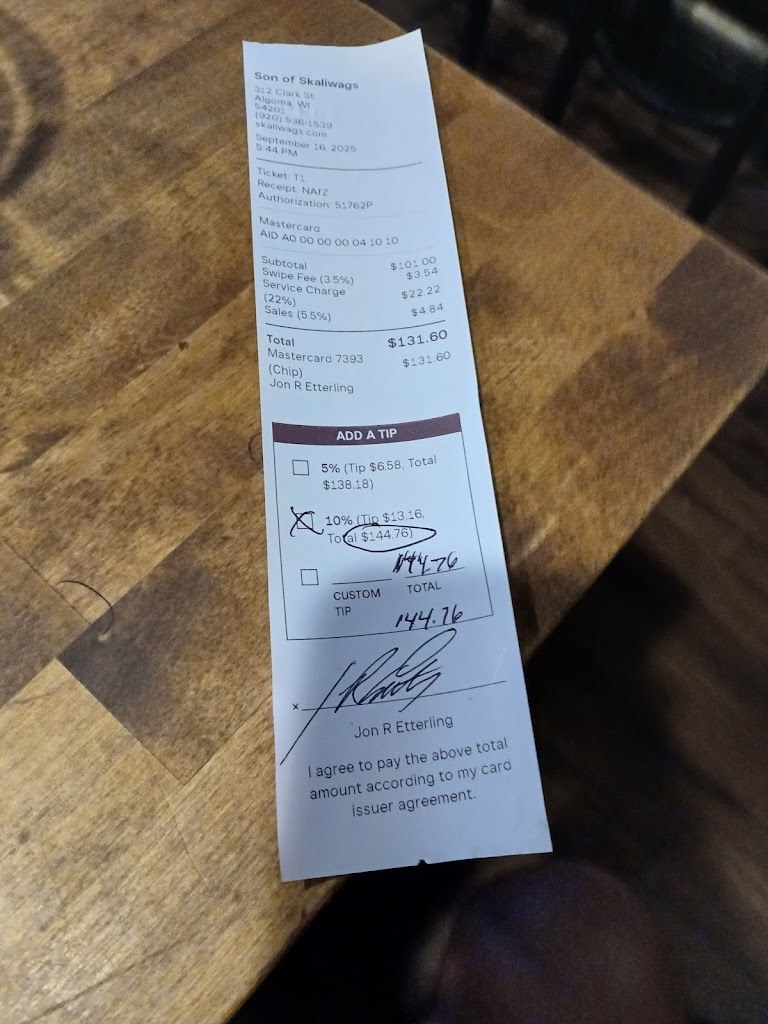 Son of Skaliwags
312 Clark St
Algoma, WI
54201
(920) 536-1539
skaliwags.com
September 16, 2025
5:44 PM
Ticket: T1
Receipt: NAfZ
Authorization: 51762P
Mastercard
AID A0 00 00 00 04 10 10
Subtotal $101.00
Swipe Fee (3.5%) $3.54
Service Charge
(22%) $22.22
Sales (5.5%) $4.84
Total $131.60
Mastercard 7393 $131.60
(Chip)
Jon R Etterling
ADD A TIP
5% (Tip $6.58, Total
$138.18)
10% (Tip $13.16,
Total $144.76)
$144.76
CUSTOM TOTAL
TIP
144.76
x
Jon R Etterling
I agree to pay the above total
amount according to my card
issuer agreement.